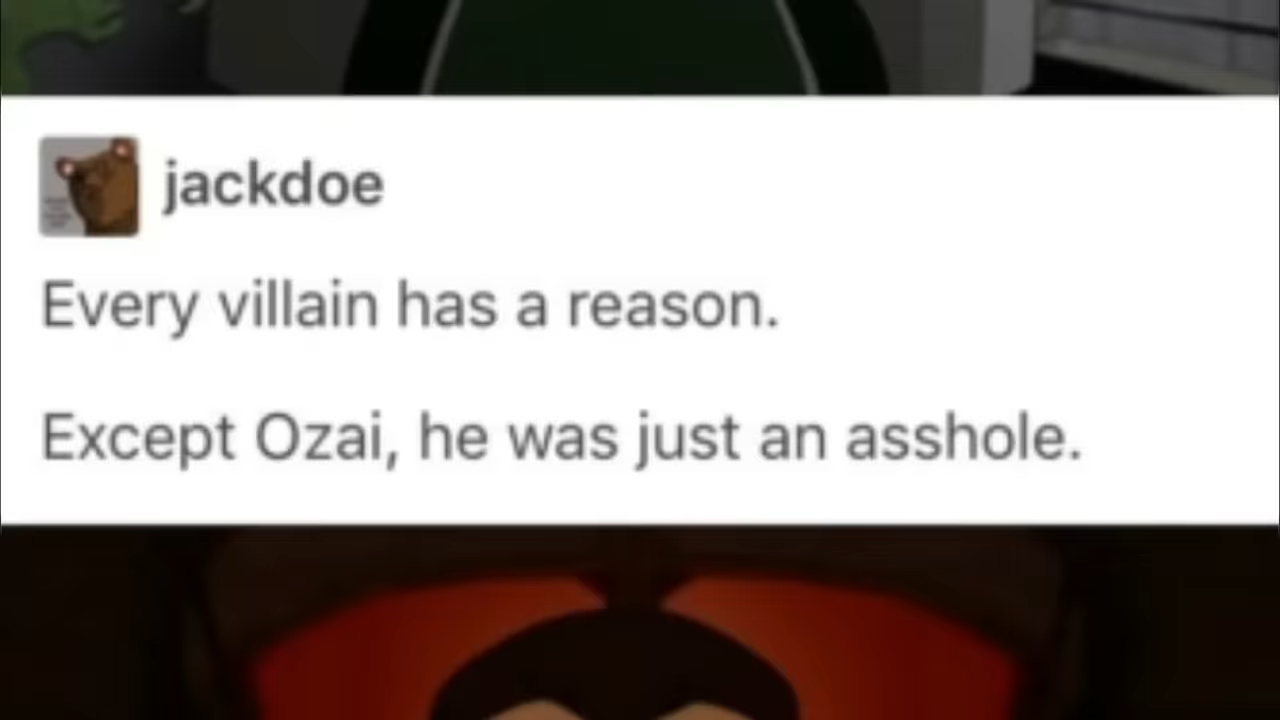 jackdoe
Every villain has a reason.
Except Ozai, he was just an asshole.